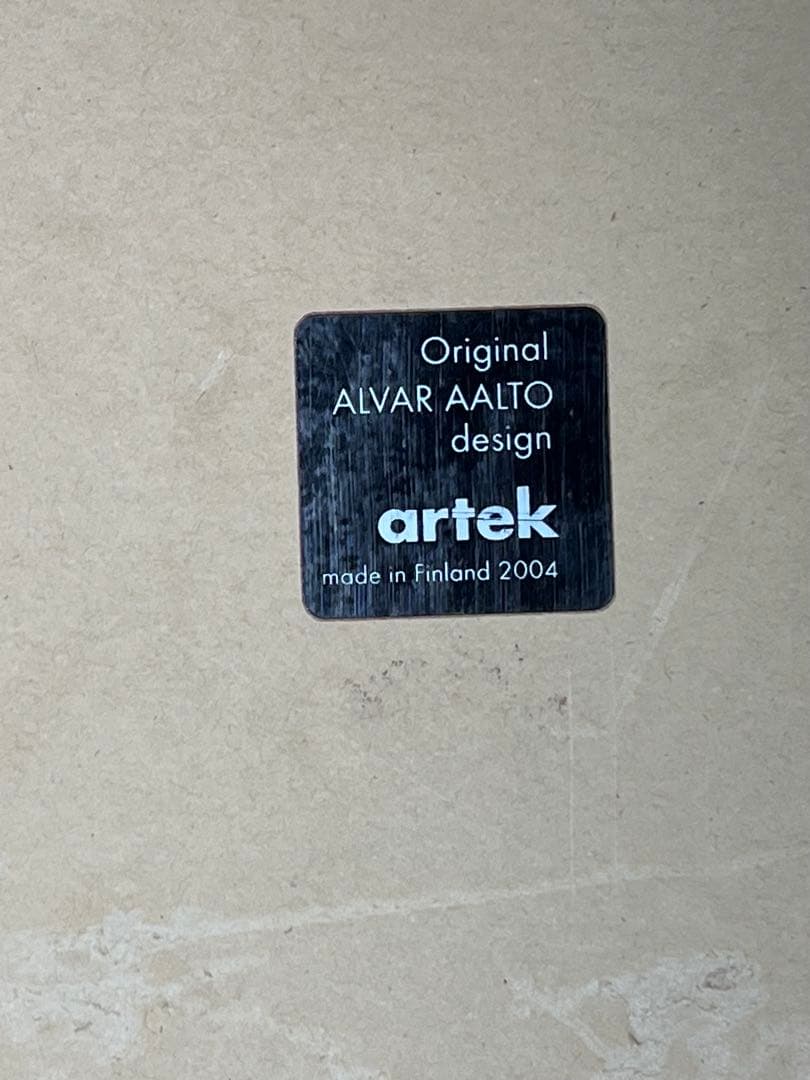 Original
ALVAR AALTO
design
artek
made in Finland 2004